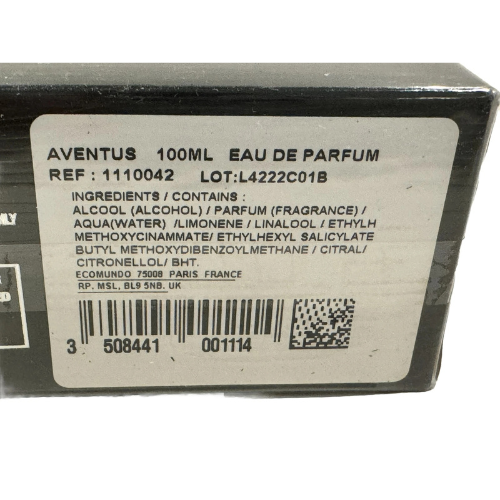 AVENTUS 100ML EAU DE PARFUM
REF : 1110042 LOT:L4222C01B
INGREDIENTS / CONTAINS :
ALCOOL (ALCOHOL) / PARFUM (FRAGRANCE) /
AQUA(WATER) /LIMONENE / LINALOOL / ETHYLH
METHOXYCINAMMATE/ ETHYLHEXYL SALICYLATE
BUTYL METHOXYDIBENZOYLMETHANE / CITRAL/
CITRONELLOL/ BHT.
ECOMUNDO 75008 PARIS FRANCE
RP. MSL, BL9 5NB. UK
3 508441 001114